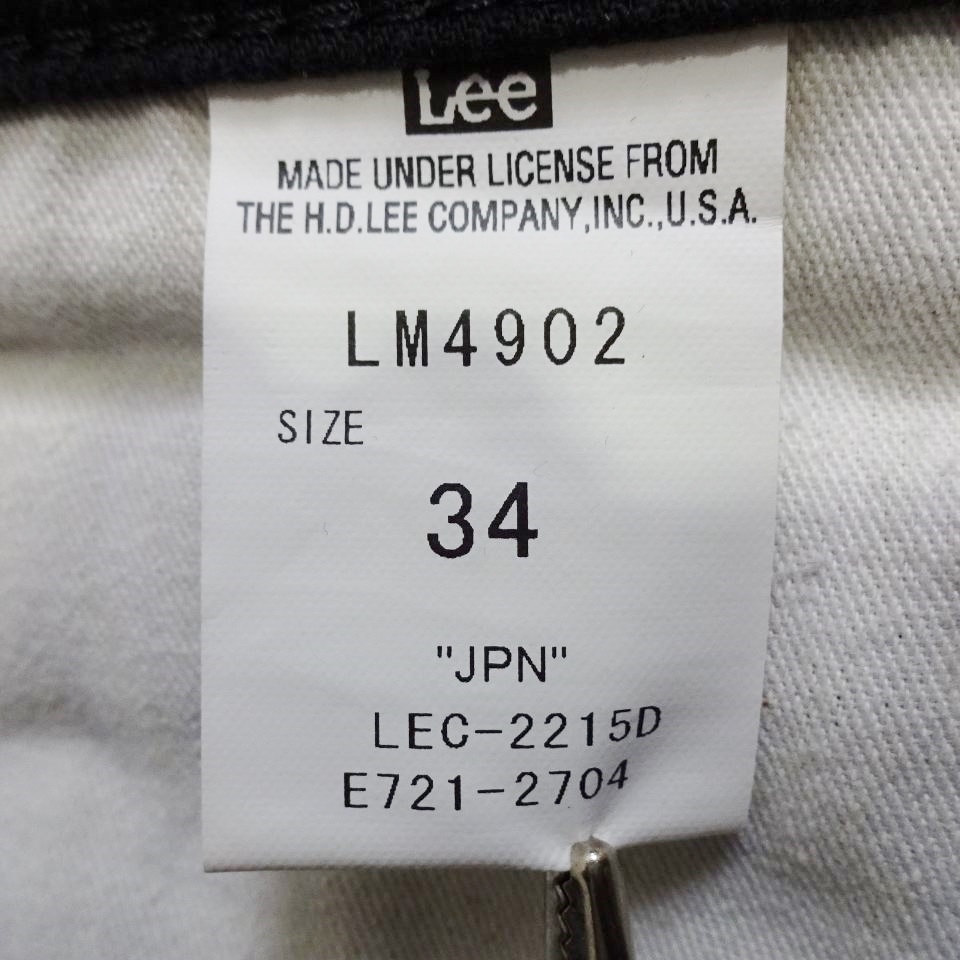 Lee
MADE UNDER LICENSE FROM
THE H.D.LEE COMPANY,INC.,U.S.A.
LM4902
SIZE
34
"JPN"
LEC-2215D
E721-2704